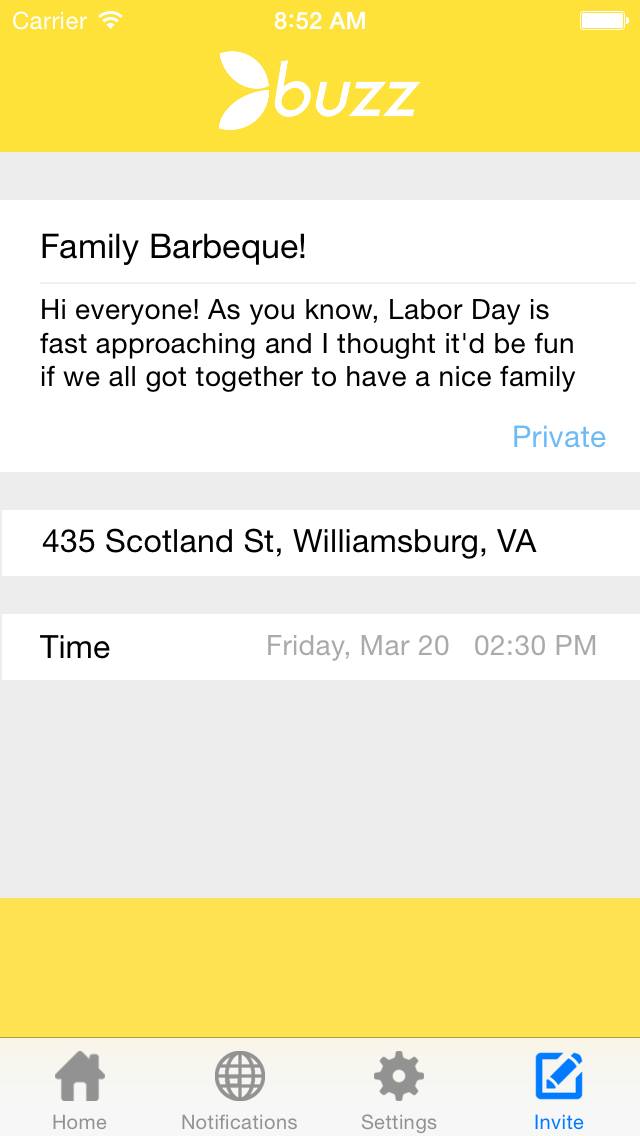 Carrier 8:52 AM
buzz
Family Barbeque!
Hi everyone! As you know, Labor Day is
fast approaching and I thought it'd be fun
if we all got together to have a nice family
Private
435 Scotland St, Williamsburg, VA
Time Friday, Mar 20 02:30 PM
Home Notifications Settings Invite